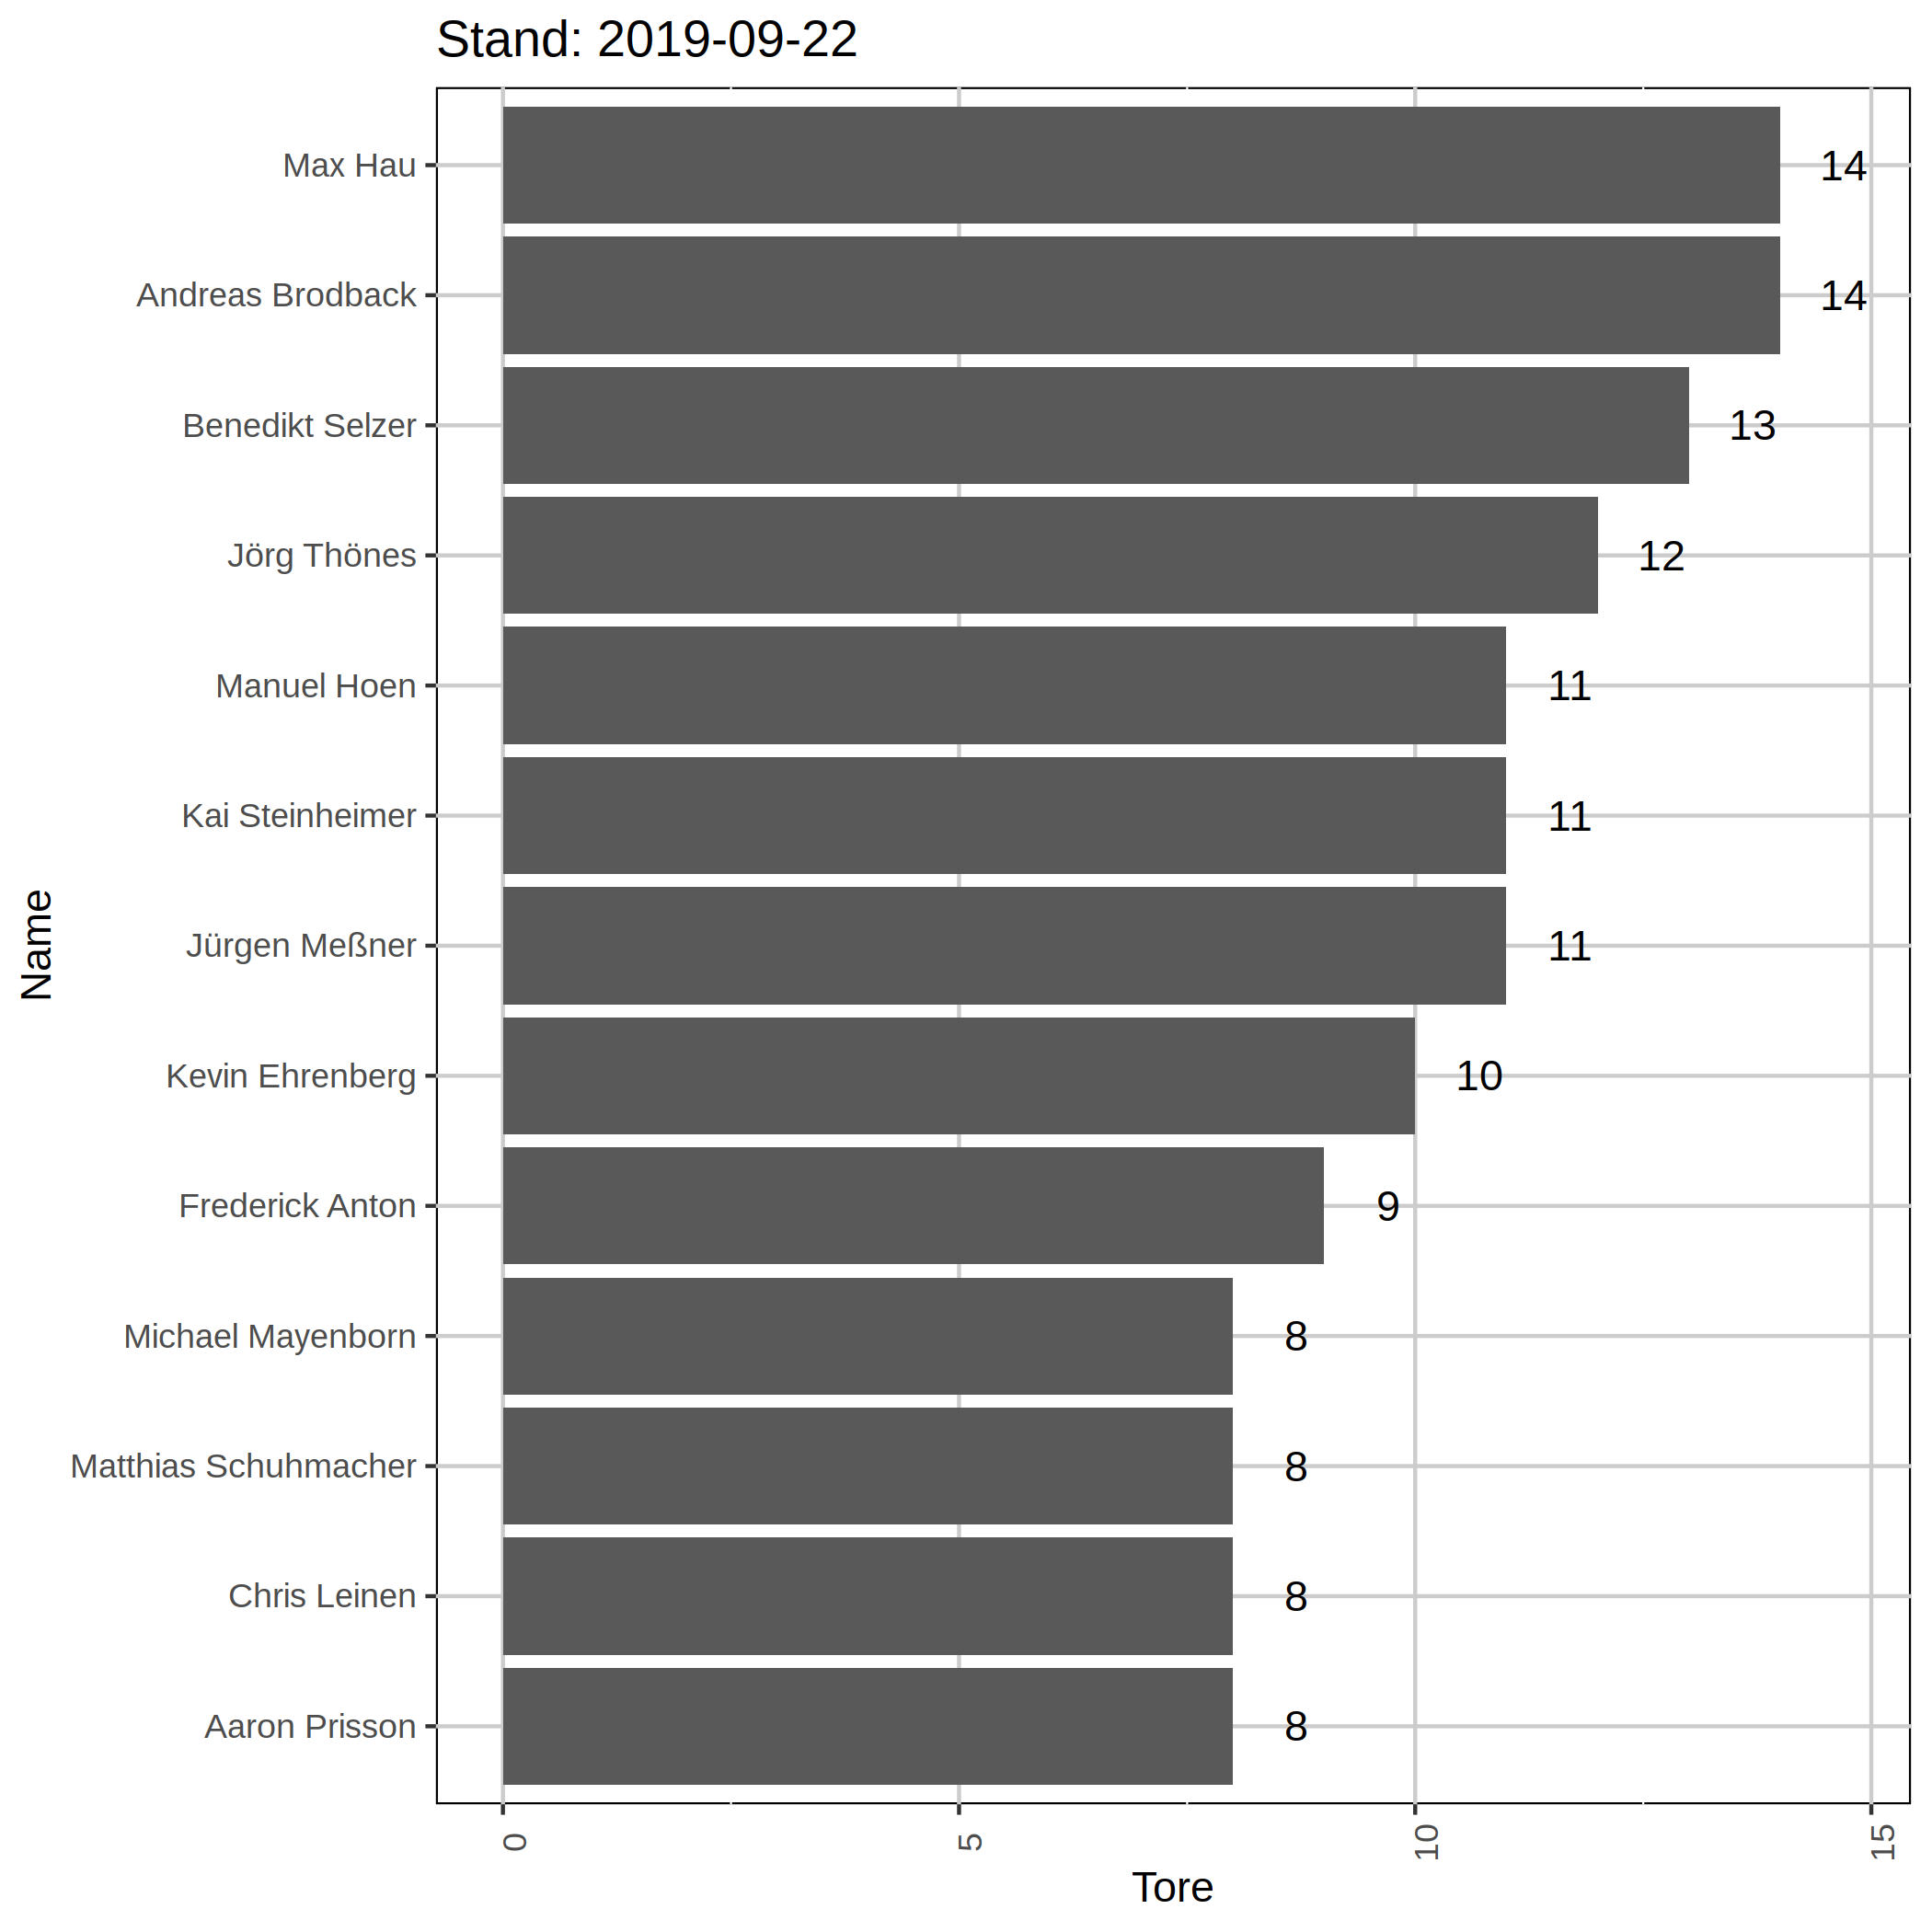 Stand: 2019-09-22
Max Hau 14
Andreas Brodback 14
Benedikt Selzer 13
Jörg Thönes 12
Manuel Hoen 11
Kai Steinheimer 11
Jürgen Meßner 11
Kevin Ehrenberg 10
Frederick Anton 9
Michael Mayenborn 8
Matthias Schuhmacher 8
Chris Leinen 8
Aaron Prisson 8
Name
0 5 10 15
Tore